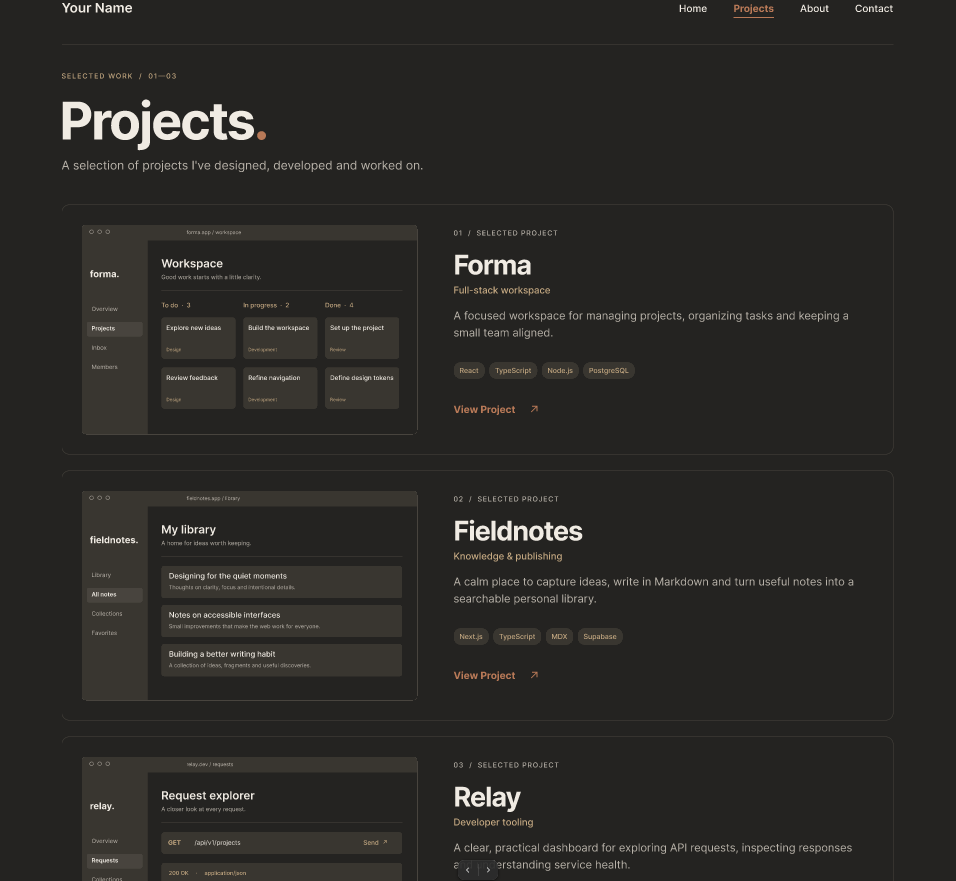 Your Name
Home Projects About Contact
SELECTED WORK / 01—03
Projects.
A selection of projects I've designed, developed and worked on.
forma.app / workspace
forma.
Overview
Projects
Inbox
Members
Workspace
Good work starts with a little clarity.
To do · 3 In progress · 2 Done · 4
Explore new ideas Build the workspace Set up the project
Design Development Review
Review feedback Refine navigation Define design tokens
Design Development Review
01 / SELECTED PROJECT
Forma
Full-stack workspace
A focused workspace for managing projects, organizing tasks and keeping a
small team aligned.
React TypeScript Node.js PostgreSQL
View Project ↗
fieldnotes.app / library
fieldnotes.
Library
All notes
Collections
Favorites
My library
A home for ideas worth keeping.
Designing for the quiet moments
Thoughts on clarity, focus and intentional details.
Notes on accessible interfaces
Small improvements that make the web work for everyone.
Building a better writing habit
A collection of ideas, fragments and useful discoveries.
02 / SELECTED PROJECT
Fieldnotes
Knowledge & publishing
A calm place to capture ideas, write in Markdown and turn useful notes into a
searchable personal library.
Next.js TypeScript MDX Supabase
View Project ↗
relay.dev / requests
relay.
Overview
Requests
Collections
Request explorer
A closer look at every request.
GET /api/v1/projects Send ↗
200 OK · application/json
03 / SELECTED PROJECT
Relay
Developer tooling
A clear, practical dashboard for exploring API requests, inspecting responses
erstanding service health.